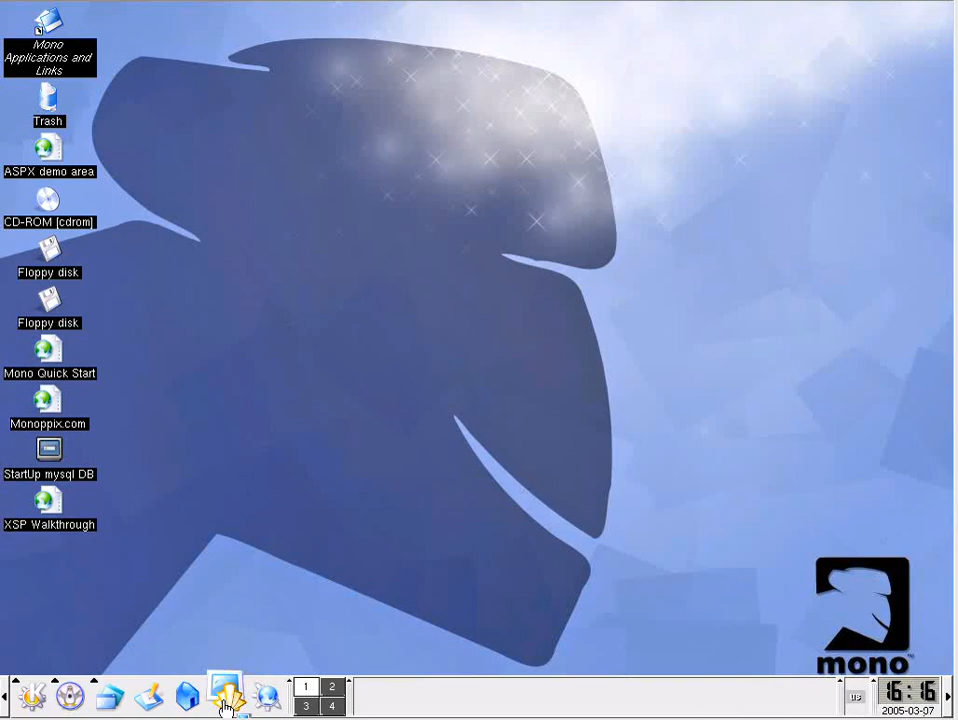 Mono
Applications and
Links
Trash
ASPX demo area
CD-ROM [cdrom]
Floppy disk
Floppy disk
Mono Quick Start
Monoppix.com
StartUp mysql DB
XSP Walkthrough
mono
1 2
3 4
us
16:16
2005-03-07